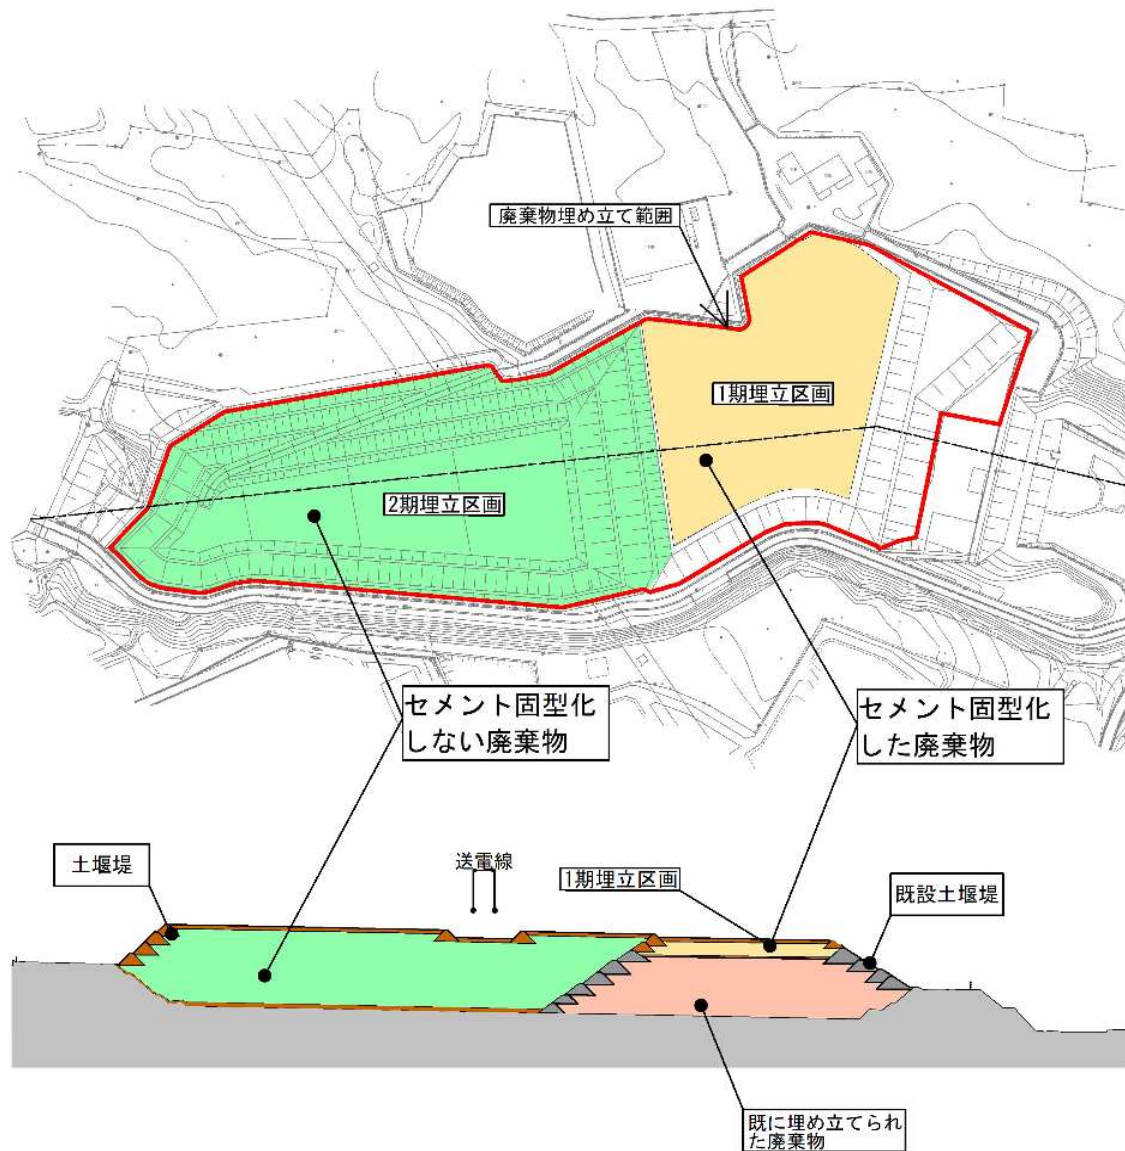 廃棄物埋め立て範囲
1期埋立区画
2期埋立区画
セメント固型化
しない廃棄物
セメント固型化
した廃棄物
土堰堤
送電線
1期埋立区画
既設土堰堤
既に埋め立てられ
た廃棄物